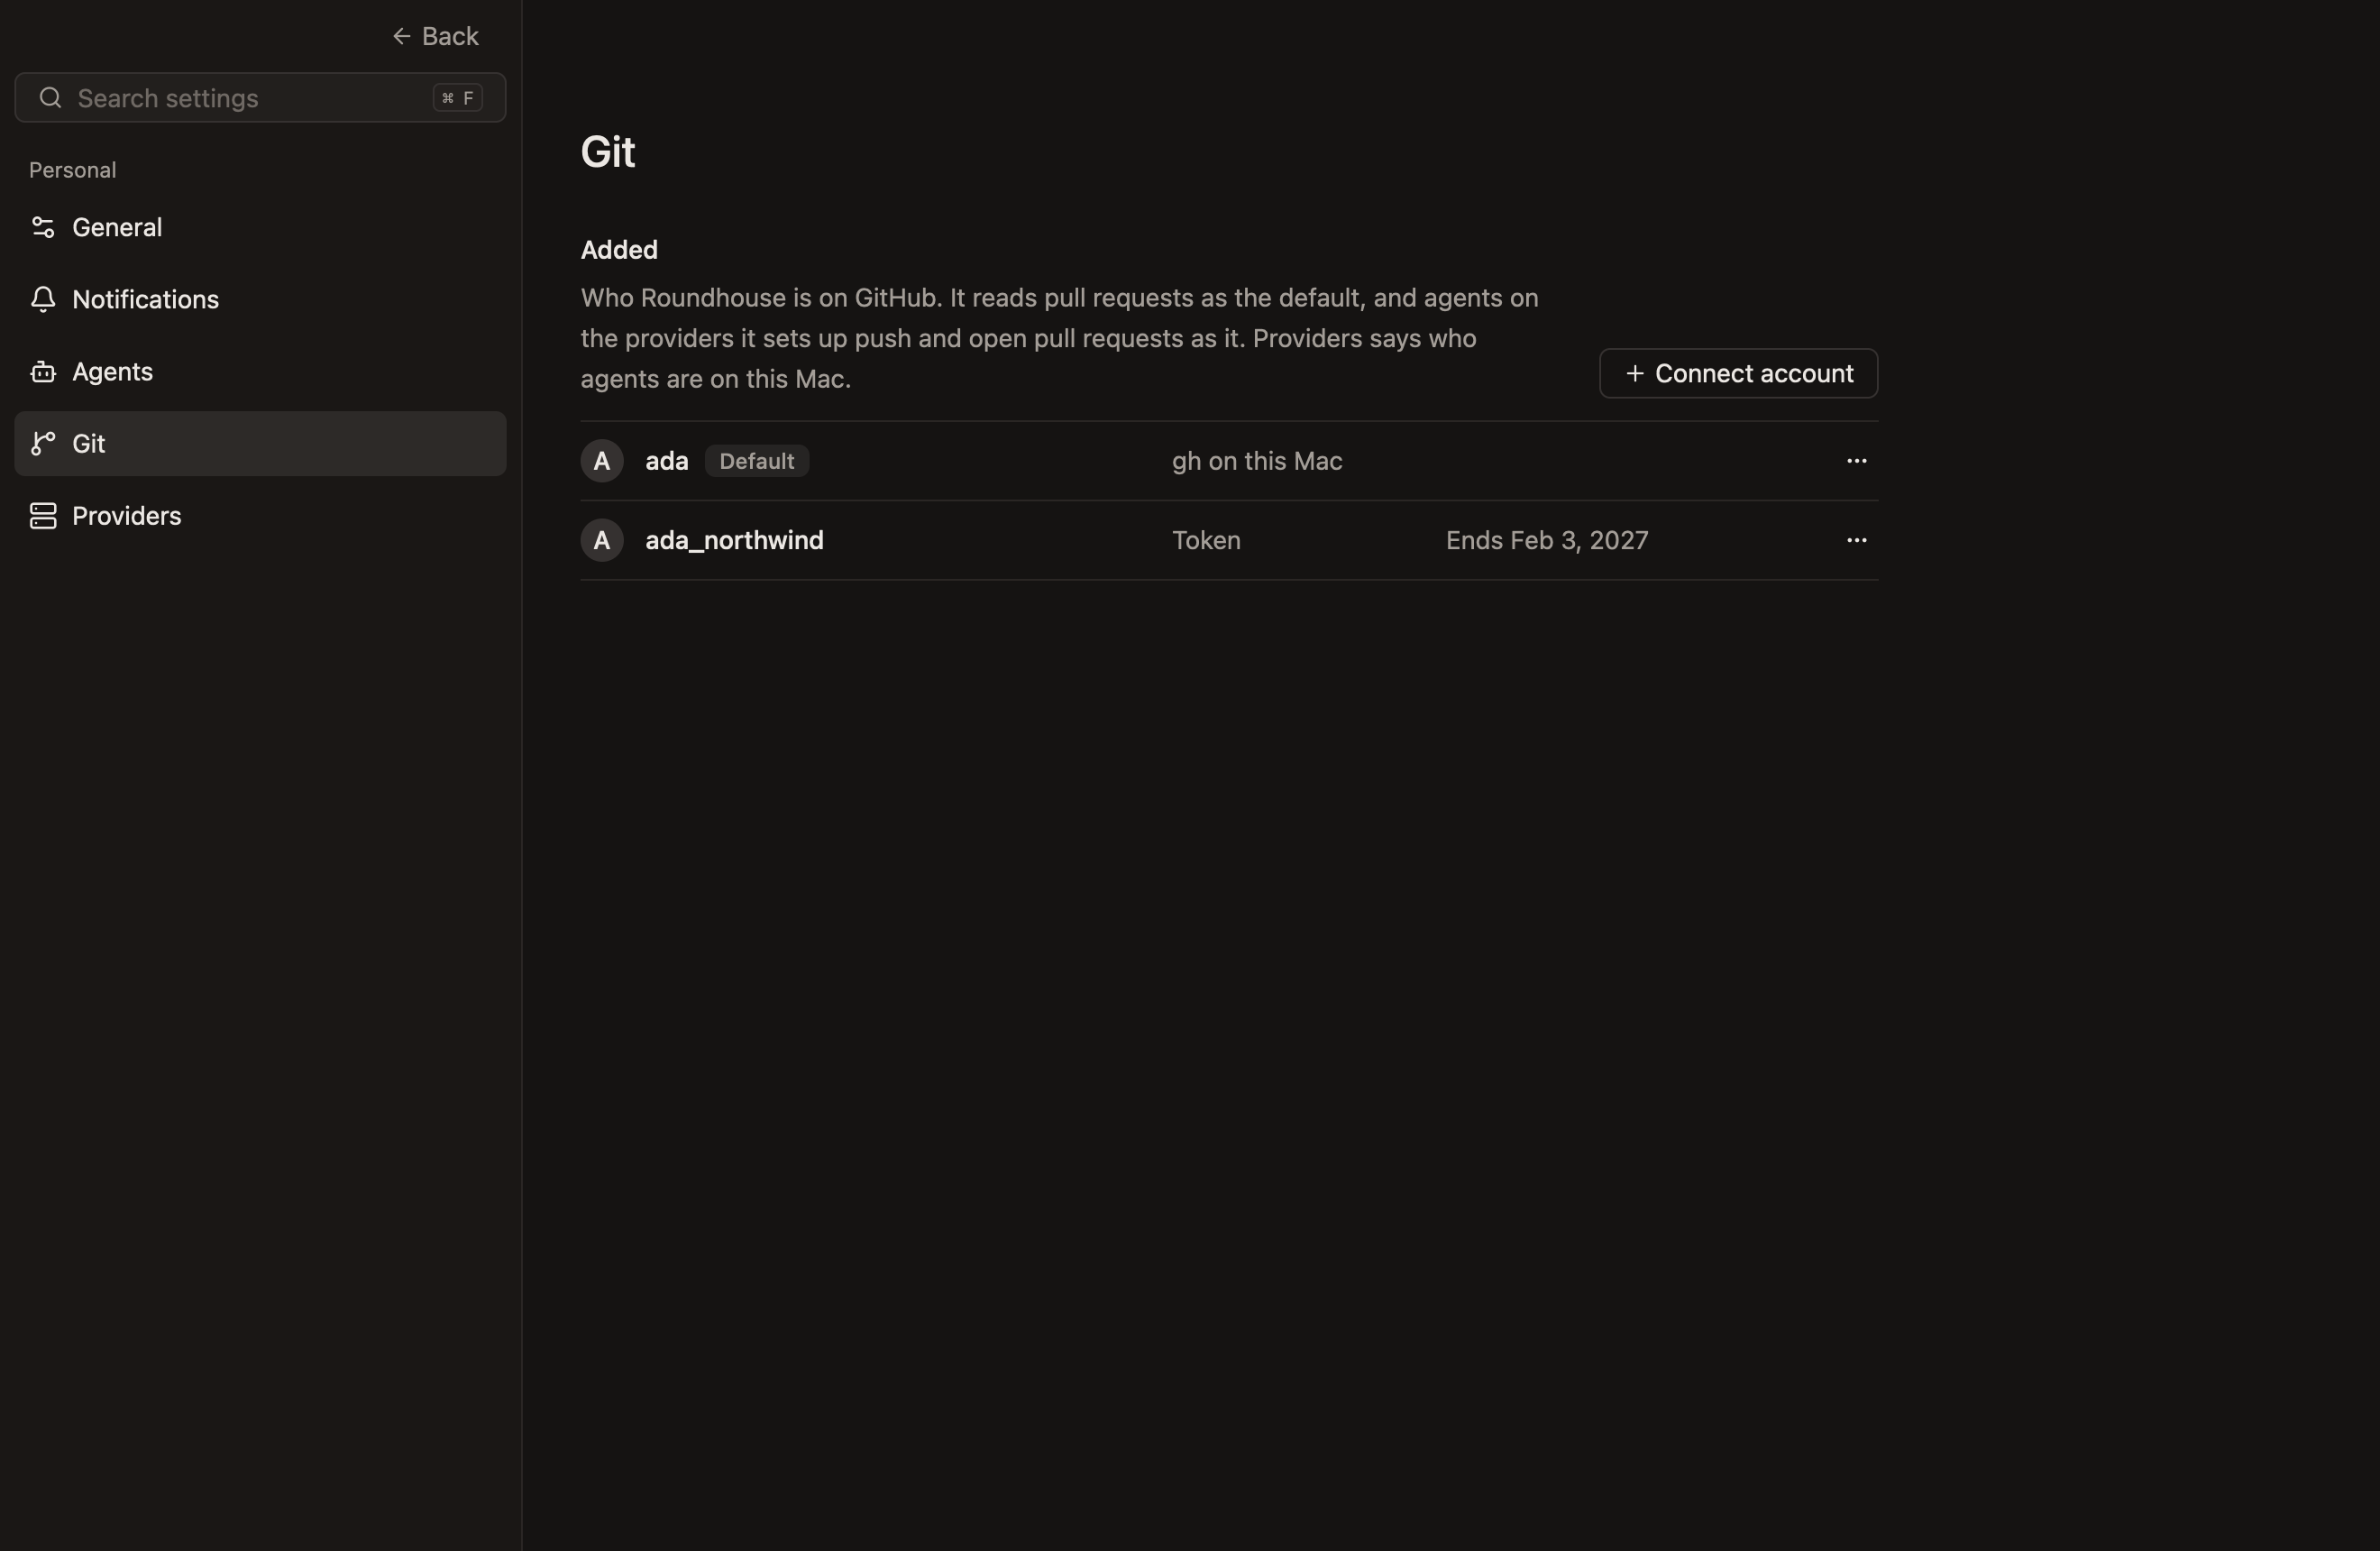 Back
Search settings
⌘ F
Personal
General
Notifications
Agents
Git
Providers
Git
Added
Who Roundhouse is on GitHub. It reads pull requests as the default, and agents on
the providers it sets up push and open pull requests as it. Providers says who
agents are on this Mac.
Connect account
A ada Default gh on this Mac
A ada_northwind Token Ends Feb 3, 2027